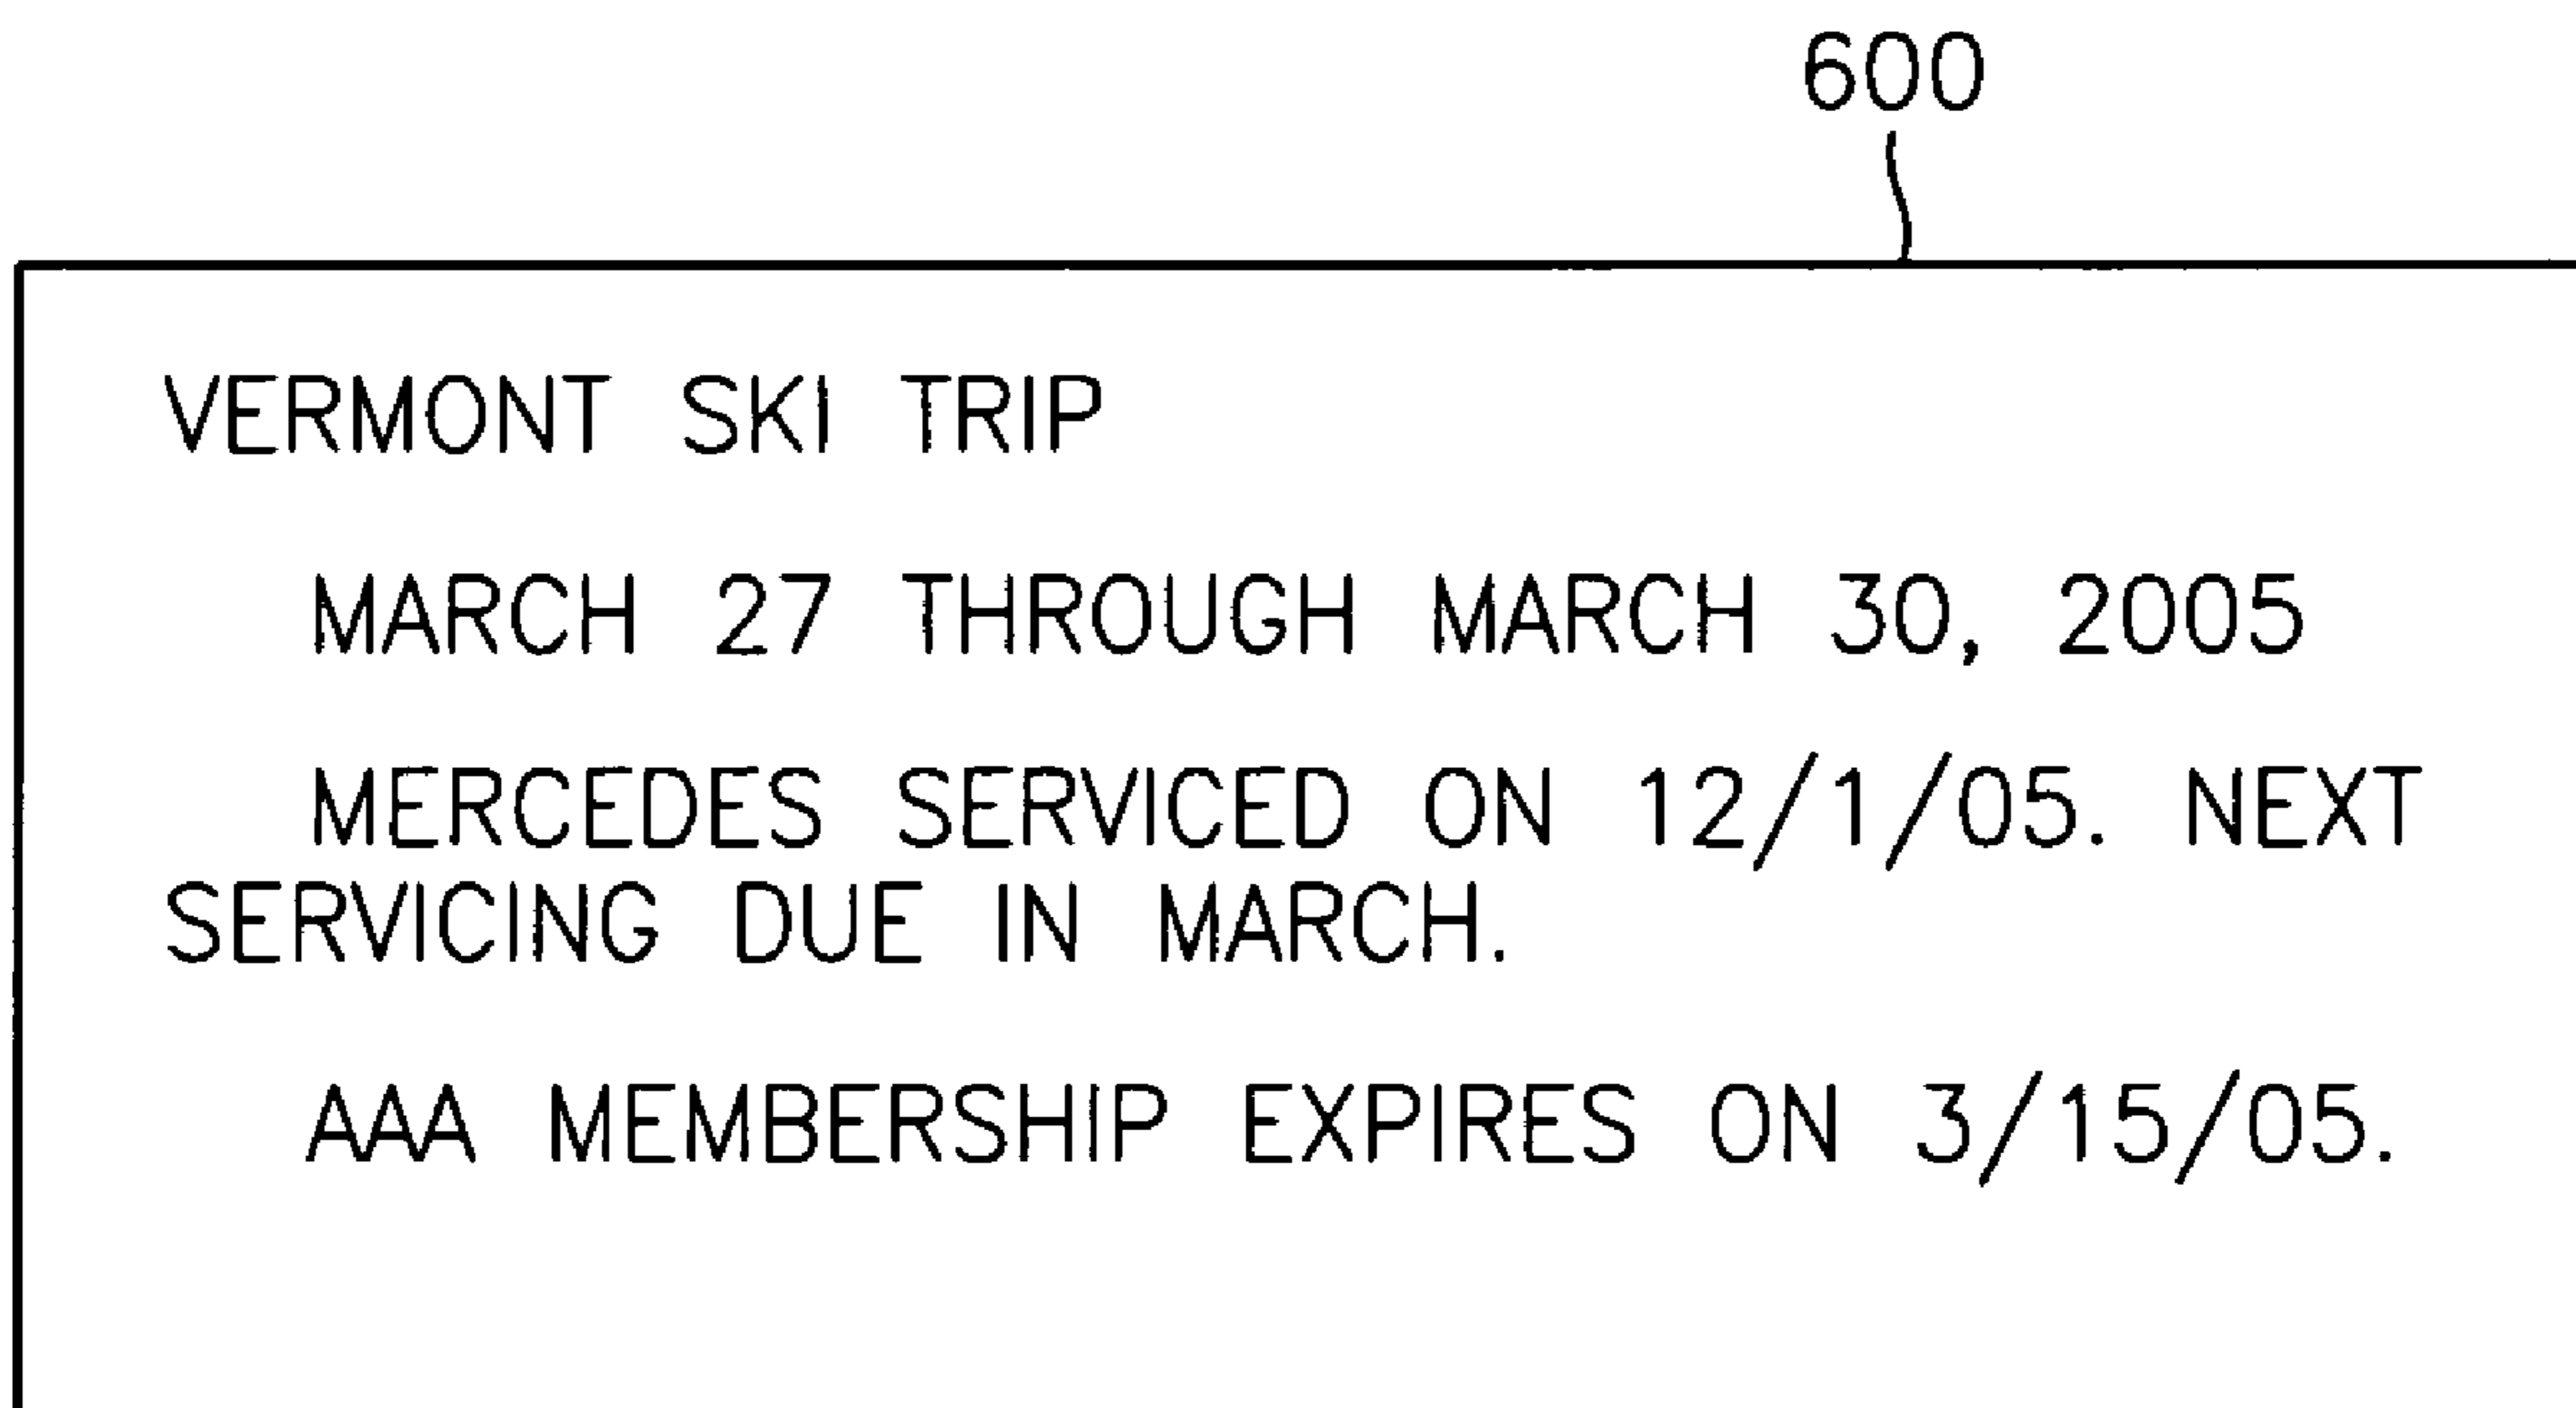 600
VERMONT SKI TRIP
MARCH 27 THROUGH MARCH 30, 2005
MERCEDES SERVICED ON 12/1/05. NEXT
SERVICING DUE IN MARCH.
AAA MEMBERSHIP EXPIRES ON 3/15/05.